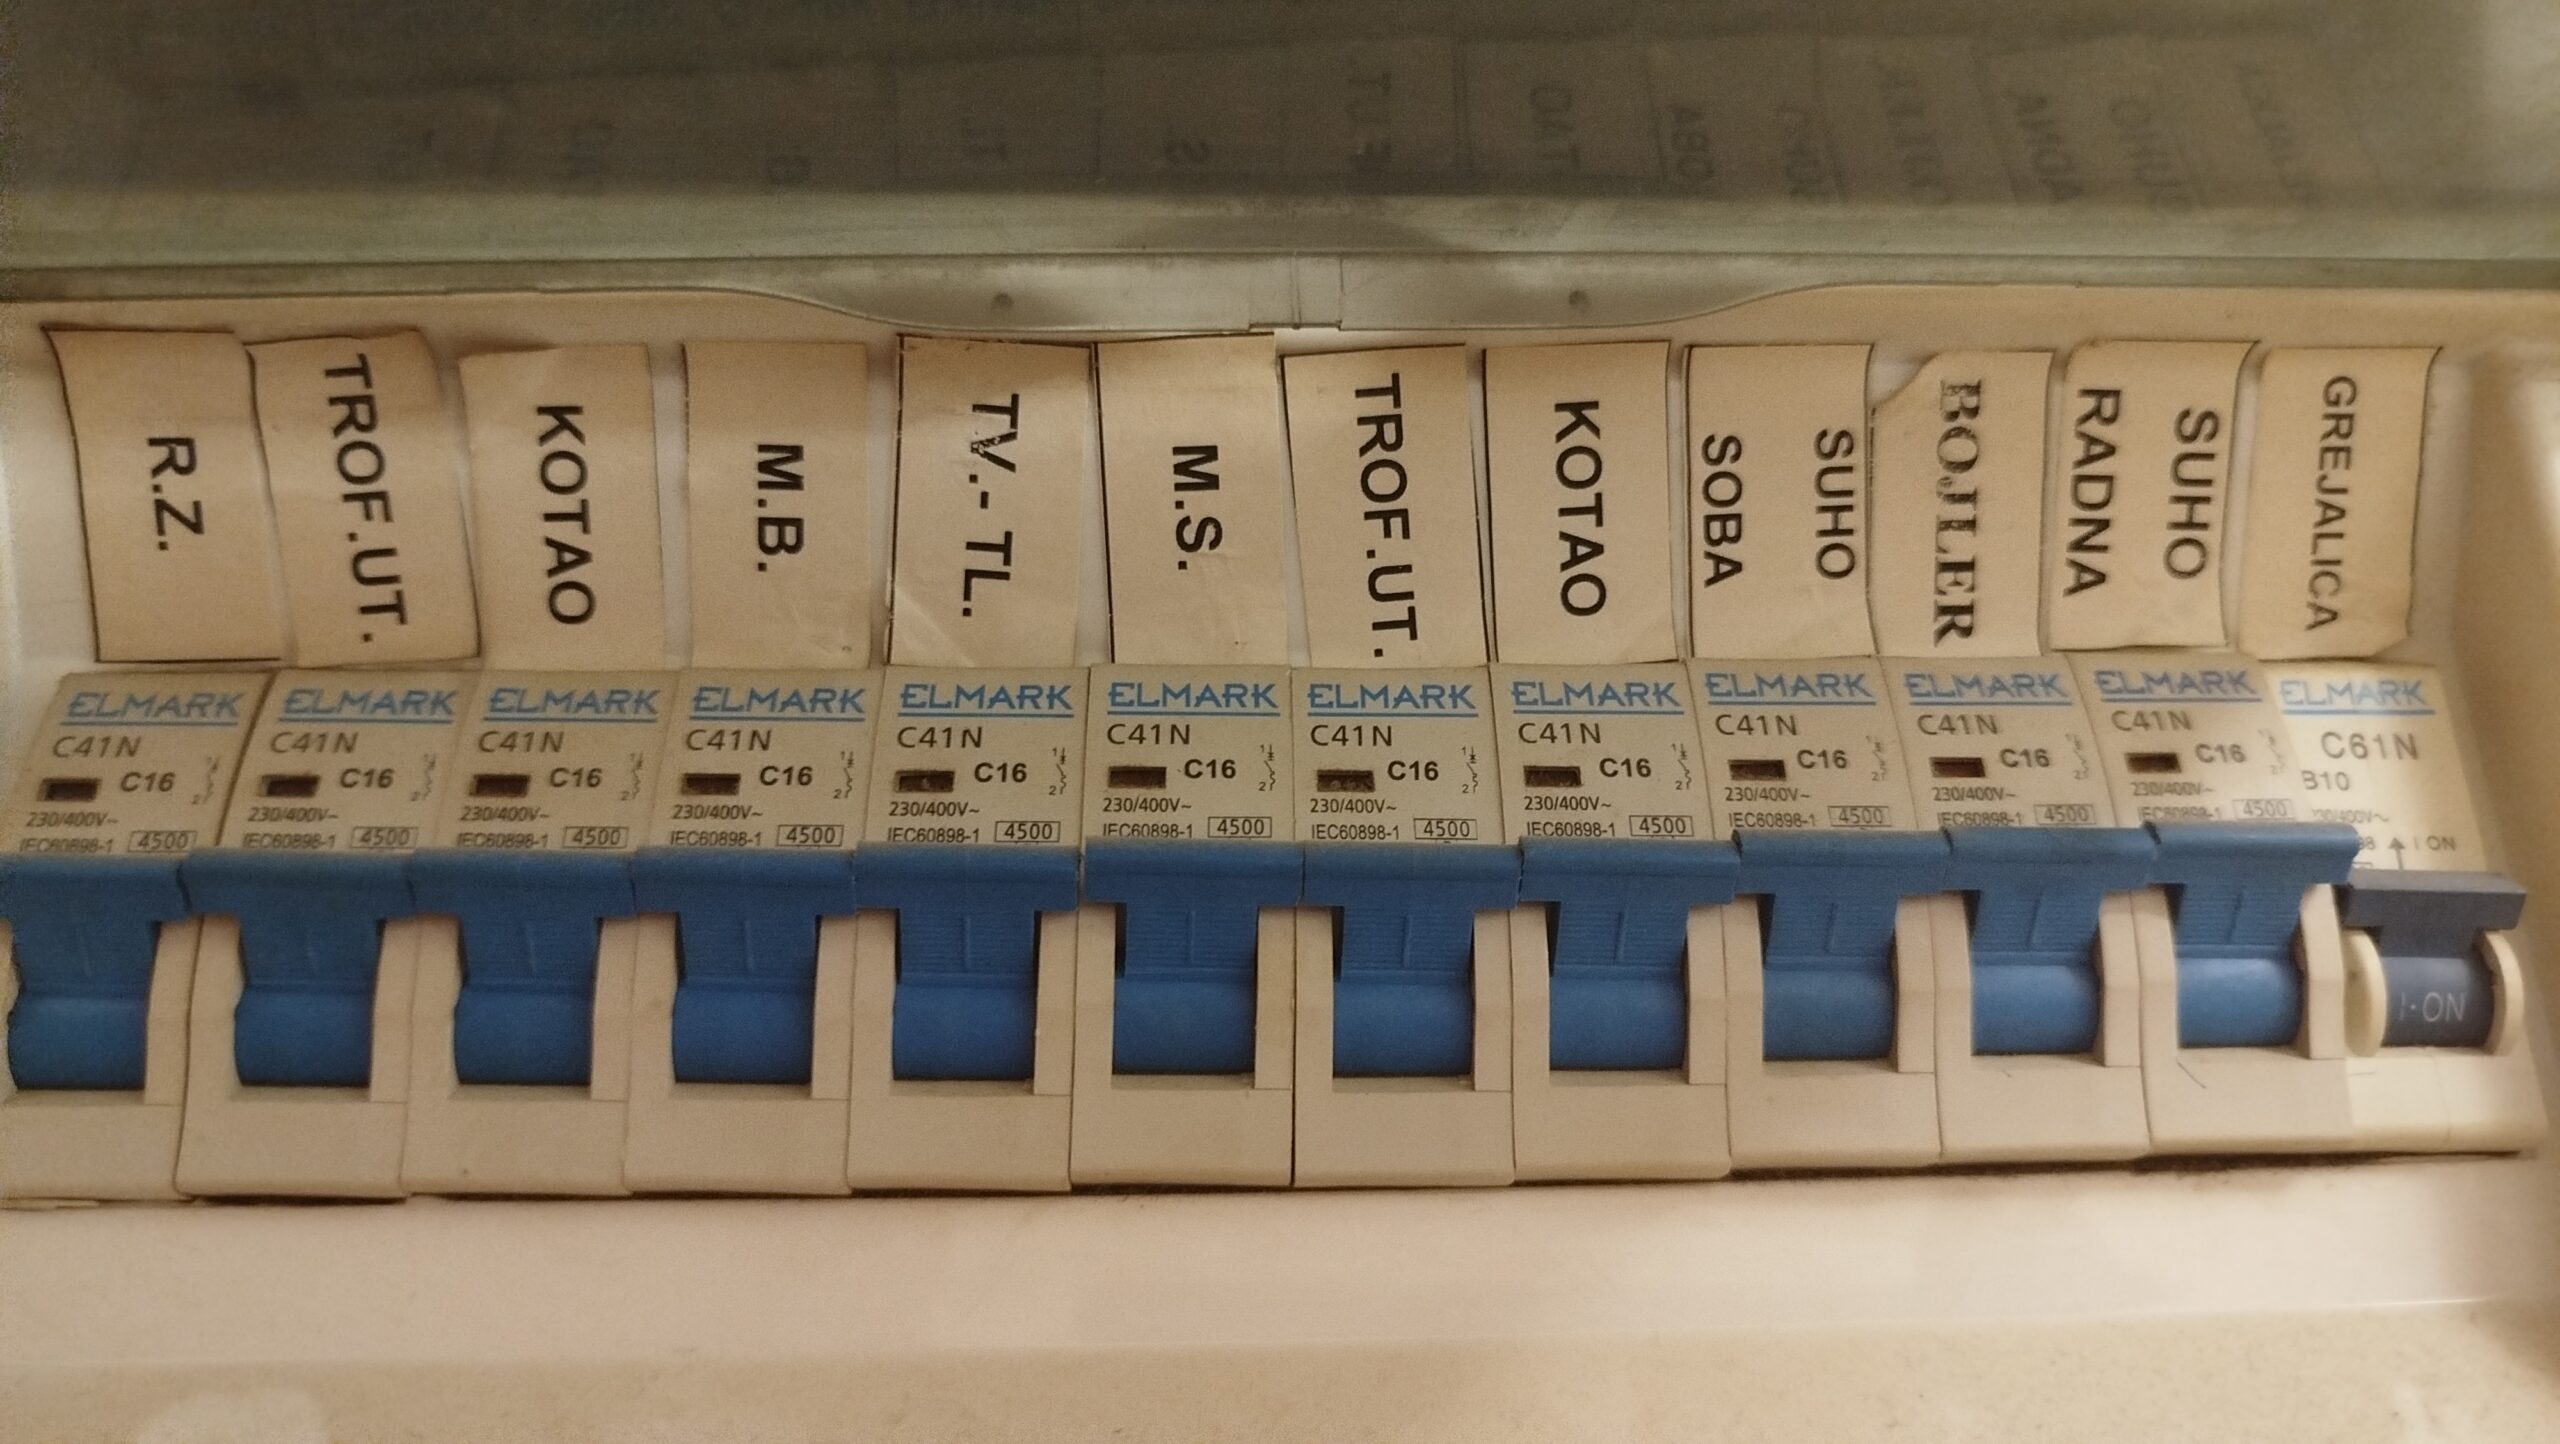 R.Z.
TROF.UT.
KOTAO
M.B.
TV.- TL.
M.S.
TROF.UT.
KOTAO
SUHO
SOBA
BOJLER
SUHO
RADNA
GREJALICA
ELMARK
C41N
C16
230/400V~
IEC60898-1 4500
ELMARK
C41N
C16
230/400V~
IEC60898-1 4500
ELMARK
C41N
C16
230/400V~
IEC60898-1 4500
ELMARK
C41N
C16
230/400V~
IEC60898-1 4500
ELMARK
C41N
C16
230/400V~
IEC60898-1 4500
ELMARK
C41N
C16
230/400V~
IEC60898-1 4500
ELMARK
C41N
C16
230/400V~
IEC60898-1 4500
ELMARK
C41N
C16
230/400V~
IEC60898-1 4500
ELMARK
C41N
C16
230/400V~
IEC60898-1 4500
ELMARK
C41N
C16
230/400V~
IEC60898-1 4500
ELMARK
C41N
C16
230/400V~
IEC60898-1 4500
ELMARK
C61N
B10
I ON
I-ON